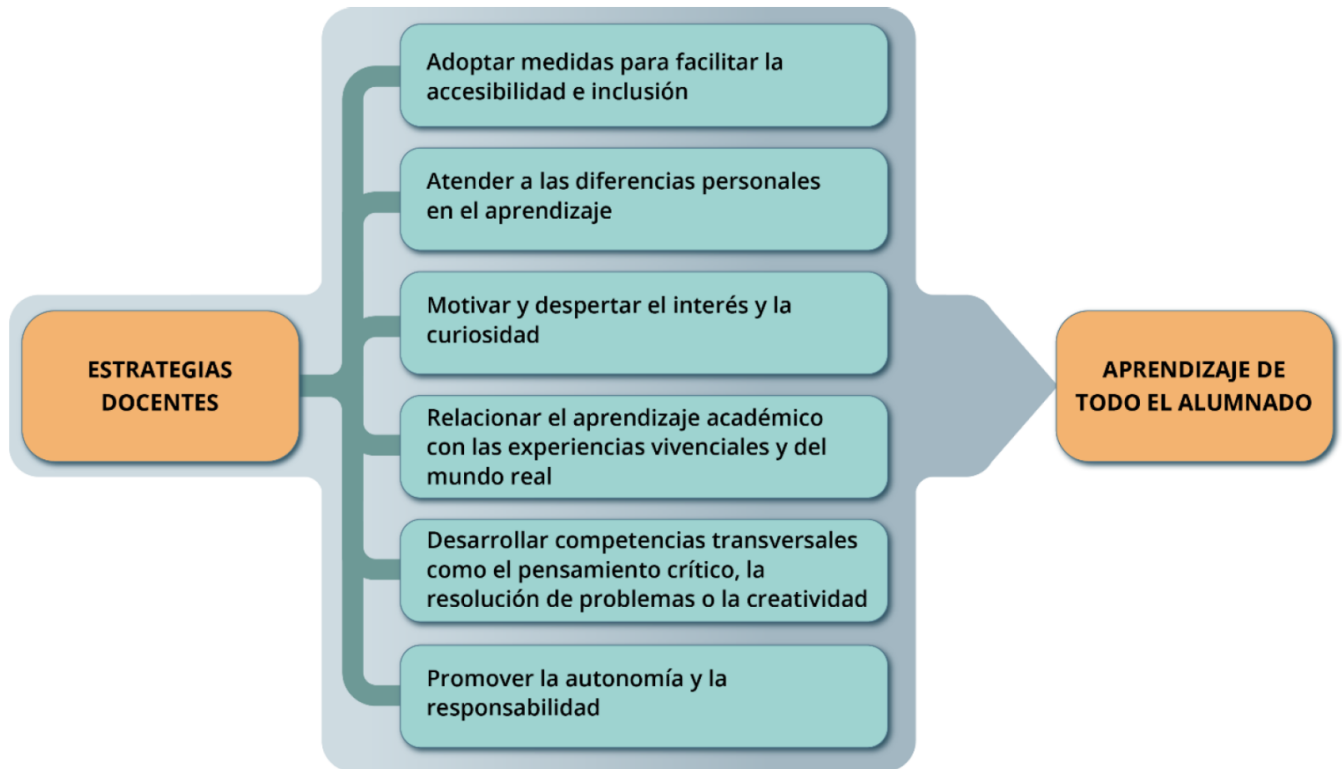 Adoptar medidas para facilitar la
accesibilidad e inclusión
Atender a las diferencias personales
en el aprendizaje
Motivar y despertar el interés y la
curiosidad
ESTRATEGIAS
DOCENTES
Relacionar el aprendizaje académico
con las experiencias vivenciales y del
mundo real
Desarrollar competencias transversales
como el pensamiento crítico, la
resolución de problemas o la creatividad
Promover la autonomía y la
responsabilidad
APRENDIZAJE DE
TODO EL ALUMNADO